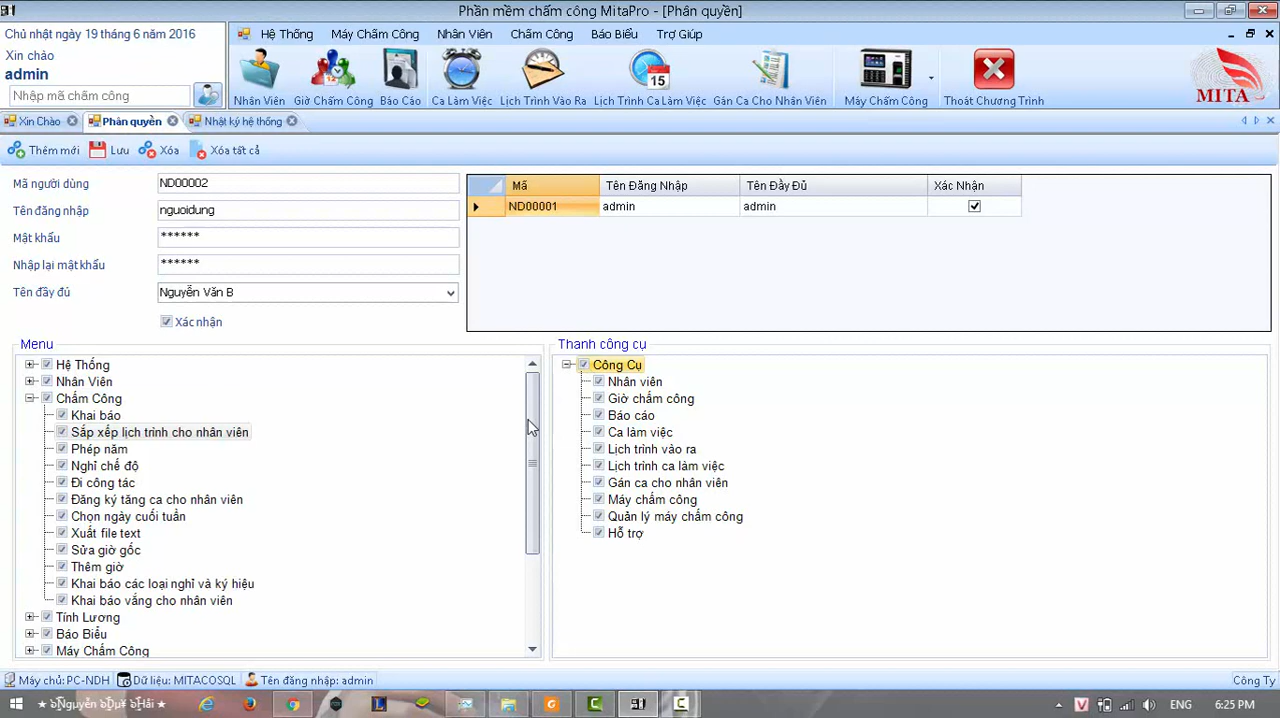 Phần mềm chấm công MitaPro - [Phân quyền]
Chủ nhật ngày 19 tháng 6 năm 2016
Hệ Thống Máy Chấm Công Nhân Viên Chấm Công Báo Biểu Trợ Giúp
Xin chào
admin
Nhập mã chấm công
15
Nhân Viên Giờ Chấm Công Báo Cáo Ca Làm Việc Lịch Trình Vào Ra Lịch Trình Ca Làm Việc Gán Ca Cho Nhân Viên Máy Chấm Công Thoát Chương Trình
MITA
Xin Chào Phân quyền Nhật ký hệ thống
Thêm mới Lưu Xóa Xóa tất cả
Mã người dùng ND00002
Tên đăng nhập nguoidung
Mật khẩu ******
Nhập lại mật khẩu ******
Tên đầy đủ Nguyễn Văn B
Xác nhận
Mã Tên Đăng Nhập Tên Đầy Đủ Xác Nhận
ND00001 admin admin
Menu
Hệ Thống
Nhân Viên
Chấm Công
Khai báo
Sắp xếp lịch trình cho nhân viên
Phép năm
Nghỉ chế độ
Đi công tác
Đăng ký tăng ca cho nhân viên
Chọn ngày cuối tuần
Xuất file text
Sửa giờ gốc
Thêm giờ
Khai báo các loại nghỉ và ký hiệu
Khai báo vắng cho nhân viên
Tính Lương
Báo Biểu
Máy Chấm Công
Thanh công cụ
Công Cụ
Nhân viên
Giờ chấm công
Báo cáo
Ca làm việc
Lịch trình vào ra
Lịch trình ca làm việc
Gán ca cho nhân viên
Máy chấm công
Quản lý máy chấm công
Hỗ trợ
Máy chủ: PC-NDH Dữ liệu: MITACOSQL Tên đăng nhập: admin Công Ty
ENG 6:25 PM